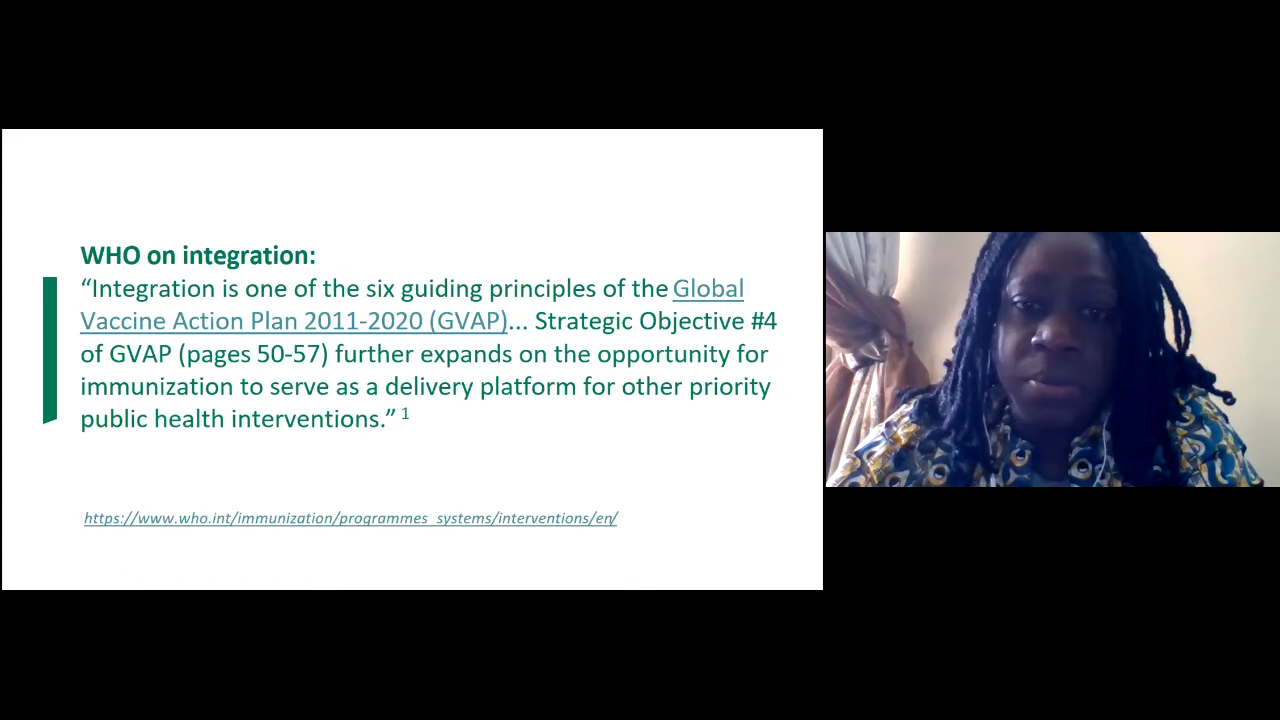 WHO on integration:
“Integration is one of the six guiding principles of the Global
Vaccine Action Plan 2011-2020 (GVAP)... Strategic Objective #4
of GVAP (pages 50-57) further expands on the opportunity for
immunization to serve as a delivery platform for other priority
public health interventions.” 1
https://www.who.int/immunization/programmes_systems/interventions/en/